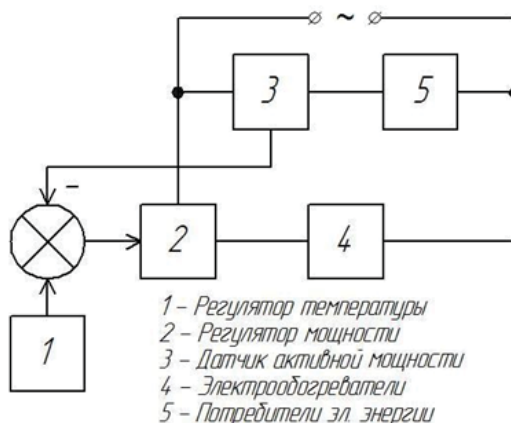 ~
3
5
–
2
4
1
1 – Регулятор температуры
2 – Регулятор мощности
3 – Датчик активной мощности
4 – Электрообогреватели
5 – Потребители эл. энергии